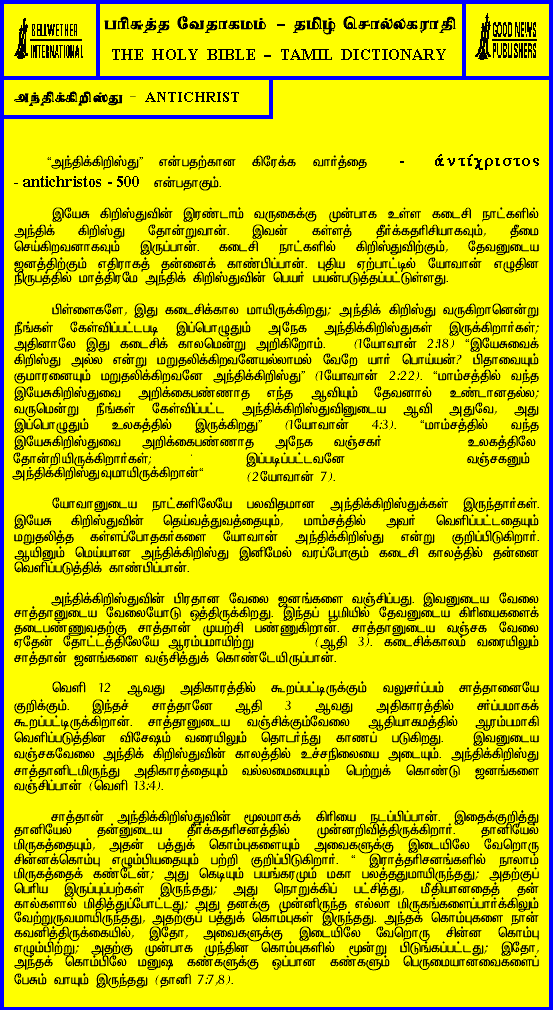 BELLWETHER
INTERNATIONAL
பரிசுத்த வேதாகமம் – தமிழ் சொல்லகராதி
THE HOLY BIBLE – TAMIL DICTIONARY
GOOD NEWS
PUBLISHERS
அந்திக்கிறிஸ்து - ANTICHRIST
“அந்திக்கிறிஸ்து” என்பதற்கான கிரேக்க வார்த்தை - ἀντίχριστος
- antichristos - 500 என்பதாகும்.
இயேசு கிறிஸ்துவின் இரண்டாம் வருகைக்கு முன்பாக உள்ள கடைசி நாட்களில்
அந்திக் கிறிஸ்து தோன்றுவான். இவன் கள்ளத் தீர்க்கதரிசியாகவும், தீமை
செய்கிறவனாகவும் இருப்பான். கடைசி நாட்களில் கிறிஸ்துவிற்கும், தேவனுடைய
ஜனத்திற்கும் எதிராகத் தன்னைக் காண்பிப்பான். புதிய ஏற்பாட்டில் யோவான் எழுதின
நிருபத்தில் மாத்திரமே அந்திக் கிறிஸ்துவின் பெயர் பயன்படுத்தப்பட்டுள்ளது.
பிள்ளைகளே, இது கடைசிக்கால மாயிருக்கிறது; அந்திக் கிறிஸ்து வருகிறானென்று
நீங்கள் கேள்விப்பட்டபடி இப்பொழுதும் அநேக அந்திக்கிறிஸ்துகள் இருக்கிறார்கள்;
அதினாலே இது கடைசிக் காலமென்று அறிகிறோம். (1யோவான் 2:18) “இயேசுவைக்
கிறிஸ்து அல்ல என்று மறுதலிக்கிறவனேயல்லாமல் வேறே யார் பொய்யன்? பிதாவையும்
குமாரனையும் மறுதலிக்கிறவனே அந்திக்கிறிஸ்து” (1யோவான் 2:22). “மாம்சத்தில் வந்த
இயேசுகிறிஸ்துவை அறிக்கைபண்ணாத எந்த ஆவியும் தேவனால் உண்டானதல்ல;
வருமென்று நீங்கள் கேள்விப்பட்ட அந்திக்கிறிஸ்துவினுடைய ஆவி அதுவே, அது
இப்பொழுதும் உலகத்தில் இருக்கிறது” (1யோவான் 4:3). “மாம்சத்தில் வந்த
இயேசுகிறிஸ்துவை அறிக்கைபண்ணாத அநேக வஞ்சகர் உலகத்திலே
தோன்றியிருக்கிறார்கள்; இப்படிப்பட்டவனே வஞ்சகனும்
அந்திக்கிறிஸ்துவுமாயிருக்கிறான்“ (2யோவான் 7).
யோவானுடைய நாட்களிலேயே பலவிதமான அந்திக்கிறிஸ்துக்கள் இருந்தார்கள்.
இயேசு கிறிஸ்துவின் தெய்வத்துவத்தையும், மாம்சத்தில் அவர் வெளிப்பட்டதையும்
மறுதலித்த கள்ளப்போதகர்களை யோவான் அந்திக்கிறிஸ்து என்று குறிப்பிடுகிறார்.
ஆயினும் மெய்யான அந்திக்கிறிஸ்து இனிமேல் வரப்போகும் கடைசி காலத்தில் தன்னை
வெளிப்படுத்திக் காண்பிப்பான்.
அந்திக்கிறிஸ்துவின் பிரதான வேலை ஜனங்களை வஞ்சிப்பது. இவனுடைய வேலை
சாத்தானுடைய வேலையோடு ஒத்திருக்கிறது. இந்தப் பூமியில் தேவனுடைய கிரியைகளைக்
தடைபண்ணுவதற்கு சாத்தான் முயற்சி பண்ணுகிறான். சாத்தானுடைய வஞ்சக வேலை
ஏதேன் தோட்டத்திலேயே ஆரம்பமாயிற்று (ஆதி 3). கடைசிக்காலம் வரையிலும்
சாத்தான் ஜனங்களை வஞ்சித்துக் கொண்டேயிருப்பான்.
வெளி 12 ஆவது அதிகாரத்தில் கூறப்பட்டிருக்கும் வலுசர்ப்பம் சாத்தானையே
குறிக்கும். இந்தச் சாத்தானே ஆதி 3 ஆவது அதிகாரத்தில் சர்ப்பமாகக்
கூறப்பட்டிருக்கிறான். சாத்தானுடைய வஞ்சிக்கும்வேலை ஆதியாகமத்தில் ஆரம்பமாகி
வெளிப்படுத்தின விசேஷம் வரையிலும் தொடர்ந்து காணப் படுகிறது. இவனுடைய
வஞ்சகவேலை அந்திக் கிறிஸ்துவின் காலத்தில் உச்சநிலையை அடையும். அந்திக்கிறிஸ்து
சாத்தானிடமிருந்து அதிகாரத்தையும் வல்லமையையும் பெற்றுக் கொண்டு ஜனங்களை
வஞ்சிப்பான் (வெளி 13:4).
சாத்தான் அந்திக்கிறிஸ்துவின் மூலமாகக் கிரியை நடப்பிப்பான். இதைக்குறித்து
தானியேல் தன்னுடைய தீர்க்கதரிசனத்தில் முன்னறிவித்திருக்கிறார். தானியேல்
மிருகத்தையும், அதன் பத்துக் கொம்புகளையும் அவைகளுக்கு இடையிலே வேறொரு
சின்னக்கொம்பு எழும்பியதையும் பற்றி குறிப்பிடுகிறார். “ இராத்தரிசனங்களில் நாலாம்
மிருகத்தைக் கண்டேன்; அது கெடியும் பயங்கரமும் மகா பலத்ததுமாயிருந்தது; அதற்குப்
பெரிய இருப்புப்பற்கள் இருந்தது; அது நொறுக்கிப் பட்சித்து, மீதியானதைத் தன்
கால்களால் மிதித்துப்போட்டது; அது தனக்கு முன்னிருந்த எல்லா மிருகங்களைப்பார்க்கிலும்
வேற்றுருவமாயிருந்தது, அதற்குப் பத்துக் கொம்புகள் இருந்தது. அந்தக் கொம்புகளை நான்
கவனித்திருக்கையில், இதோ, அவைகளுக்கு இடையிலே வேறொரு சின்ன கொம்பு
எழும்பிற்று; அதற்கு முன்பாக முந்தின கொம்புகளில் மூன்று பிடுங்கப்பட்டது; இதோ,
அந்தக் கொம்பிலே மனுஷ கண்களுக்கு ஒப்பான கண்களும் பெருமையானவைகளைப்
பேசும் வாயும் இருந்தது (தானி 7:7,8).